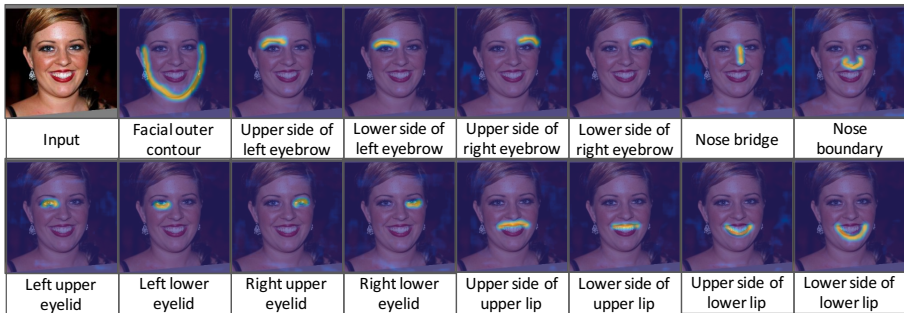 Input
Facial outer
contour
Upper side of
left eyebrow
Lower side of
left eyebrow
Upper side of
right eyebrow
Lower side of
right eyebrow
Nose bridge
Nose
boundary
Left upper
eyelid
Left lower
eyelid
Right upper
eyelid
Right lower
eyelid
Upper side of
upper lip
Lower side of
upper lip
Upper side of
lower lip
Lower side of
lower lip